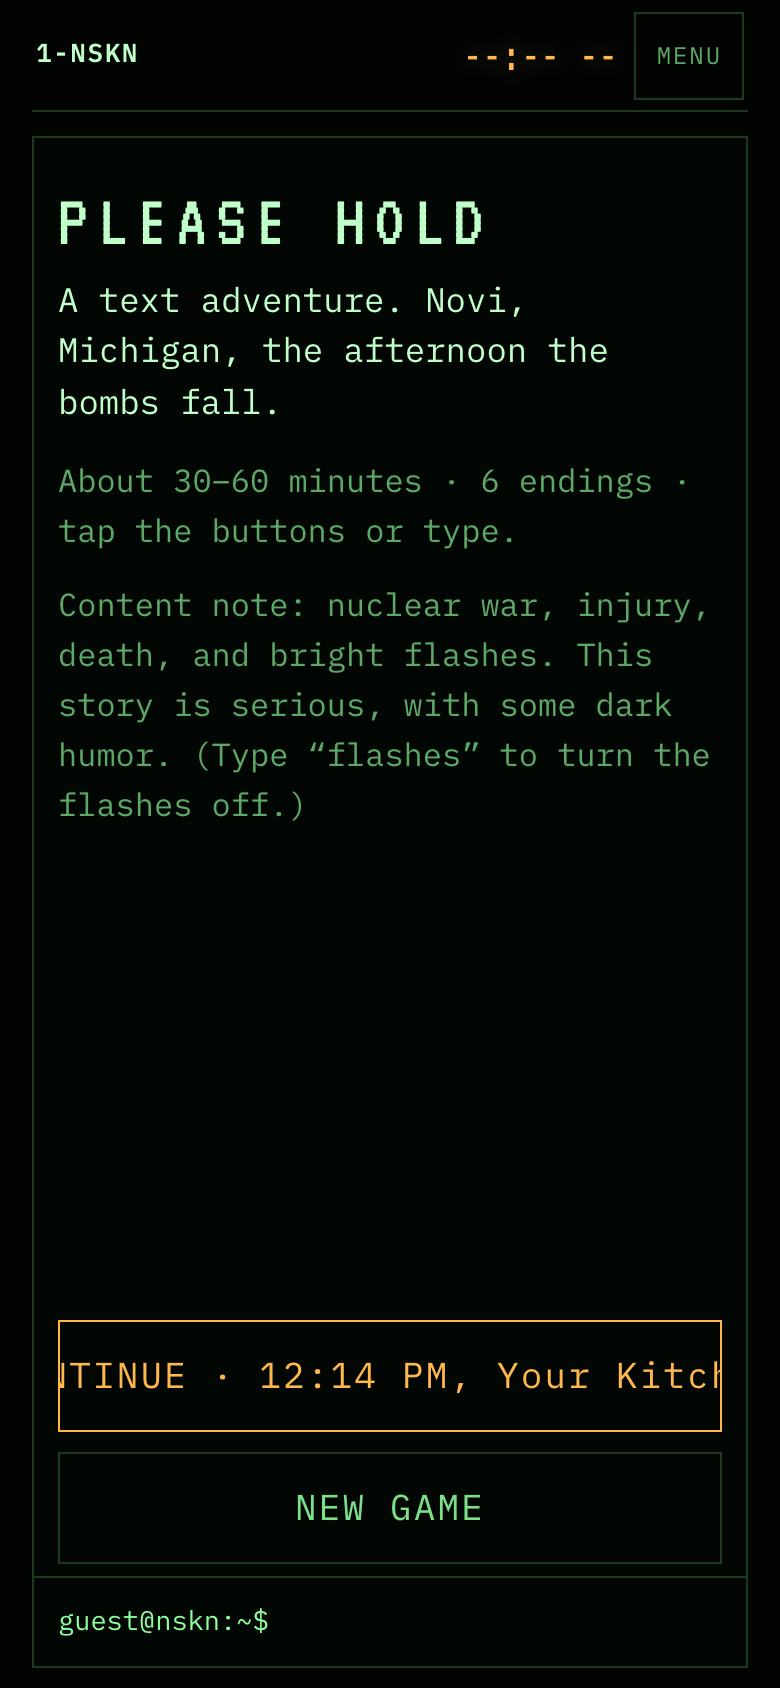 1-NSKN
--:-- --
MENU
PLEASE HOLD
A text adventure. Novi,
Michigan, the afternoon the
bombs fall.
About 30–60 minutes · 6 endings ·
tap the buttons or type.
Content note: nuclear war, injury,
death, and bright flashes. This
story is serious, with some dark
humor. (Type “flashes” to turn the
flashes off.)
NTINUE · 12:14 PM, Your Kitch
NEW GAME
guest@nskn:~$